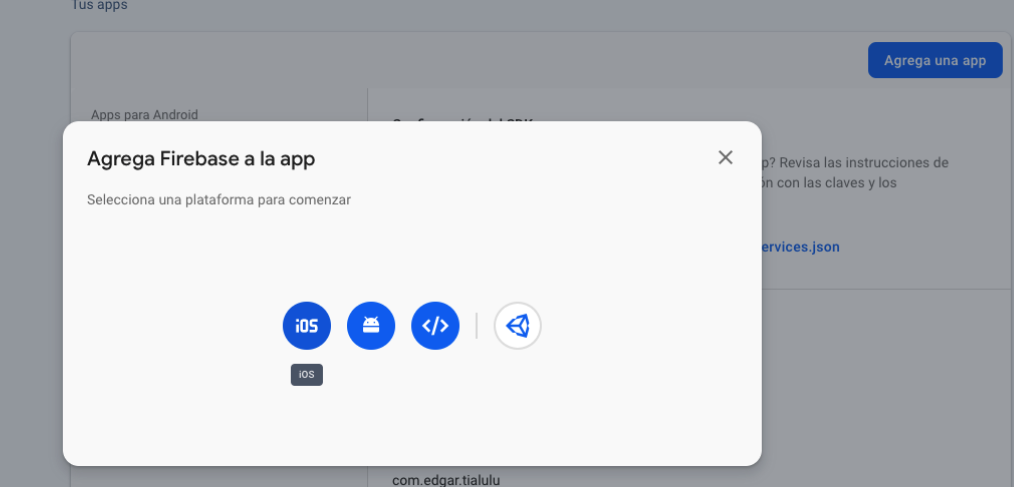 Tus apps
Agrega una app
Apps para Android
Agrega Firebase a la app
p? Revisa las instrucciones de
Selecciona una plataforma para comenzar
ón con las claves y los
ervices.json
iOS
iOS
com.edgar.tialulu